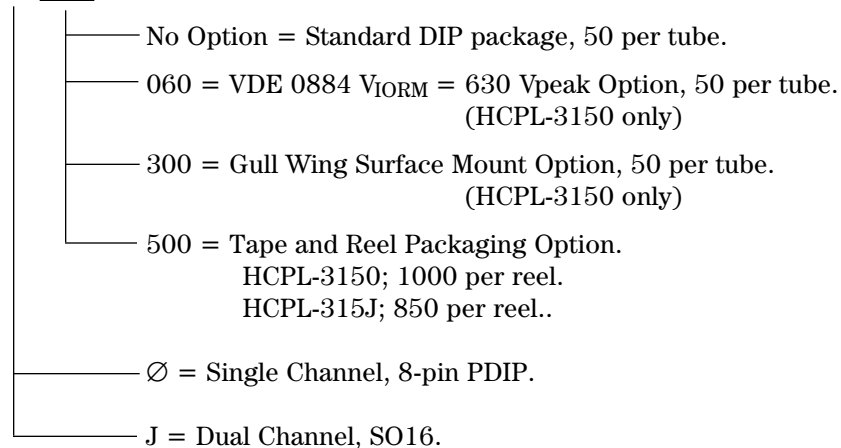 No Option = Standard DIP package, 50 per tube.
060 = VDE 0884 VIORM = 630 Vpeak Option, 50 per tube.
(HCPL-3150 only)
300 = Gull Wing Surface Mount Option, 50 per tube.
(HCPL-3150 only)
500 = Tape and Reel Packaging Option.
HCPL-3150; 1000 per reel.
HCPL-315J; 850 per reel..
∅ = Single Channel, 8-pin PDIP.
J = Dual Channel, SO16.